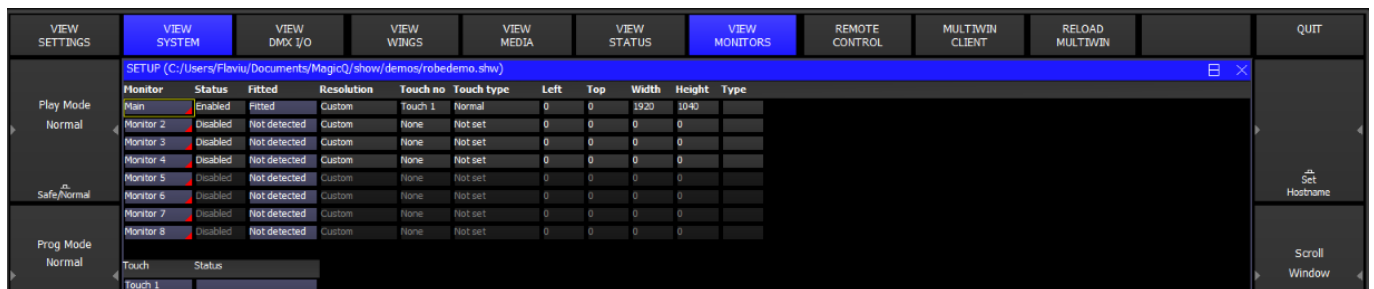 VIEW SETTINGS
VIEW SYSTEM
VIEW DMX I/O
VIEW WINGS
VIEW MEDIA
VIEW STATUS
VIEW MONITORS
REMOTE CONTROL
MULTIWIN CLIENT
RELOAD MULTIWIN
QUIT
SETUP (C:/Users/Flaviu/Documents/MagicQ/show/demos/robedemo.shw)
Monitor Status Fitted Resolution Touch no Touch type Left Top Width Height Type
Main Enabled Fitted Custom Touch 1 Normal 0 0 1920 1040
Monitor 2 Disabled Not detected Custom None Not set 0 0 0 0
Monitor 3 Disabled Not detected Custom None Not set 0 0 0 0
Monitor 4 Disabled Not detected Custom None Not set 0 0 0 0
Monitor 5 Disabled Not detected Custom None Not set 0 0 0 0
Monitor 6 Disabled Not detected Custom None Not set 0 0 0 0
Monitor 7 Disabled Not detected Custom None Not set 0 0 0 0
Monitor 8 Disabled Not detected Custom None Not set 0 0 0 0
Touch Status
Touch 1
Play Mode
Normal
Safe/Normal
Prog Mode
Normal
Set
Hostname
Scroll
Window